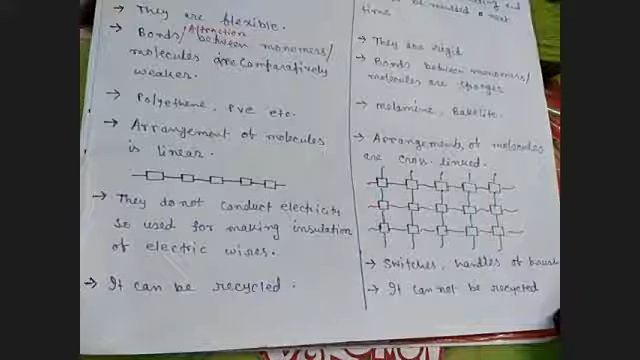 → They are flexible.
→ Bonds/Attraction
between monomers/
molecules are comparatively
weaker.
→ Polyethene, PVC etc.
→ Arrangement of molecules
is linear.
→ They do not conduct electricity
So used for making insulation
of electric wires.
→ It can be recycled.
time
→ They are rigid
→ Bonds between monomers/
molecules are stronger
→ melamine, Bakelite.
→ Arrangements of molecules
are cross-linked.
→ Switches, handles of
→ It can not be recycled